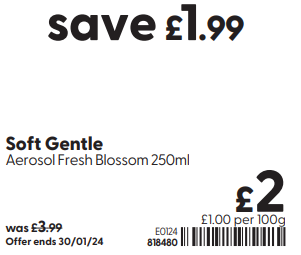 save £1.99
Soft Gentle
Aerosol Fresh Blossom 250ml
£2
£1.00 per 100g
was £3.99
Offer ends 30/01/24
E0124
818480